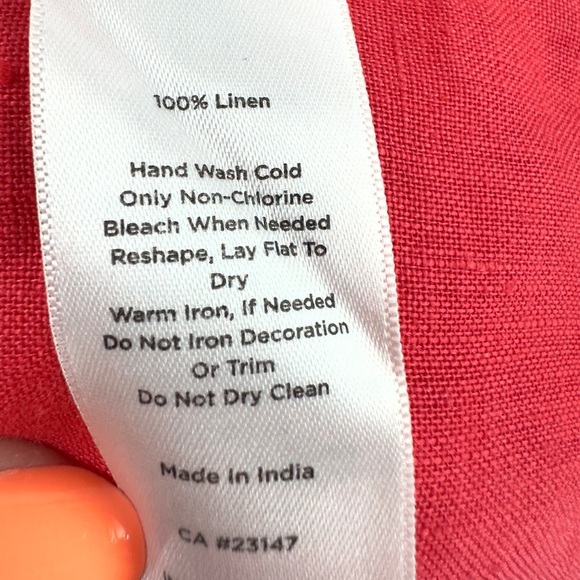 100% Linen
Hand Wash Cold
Only Non-Chlorine
Bleach When Needed
Reshape, Lay Flat To
Dry
Warm Iron, If Needed
Do Not Iron Decoration
Or Trim
Do Not Dry Clean
Made in India
CA #23147